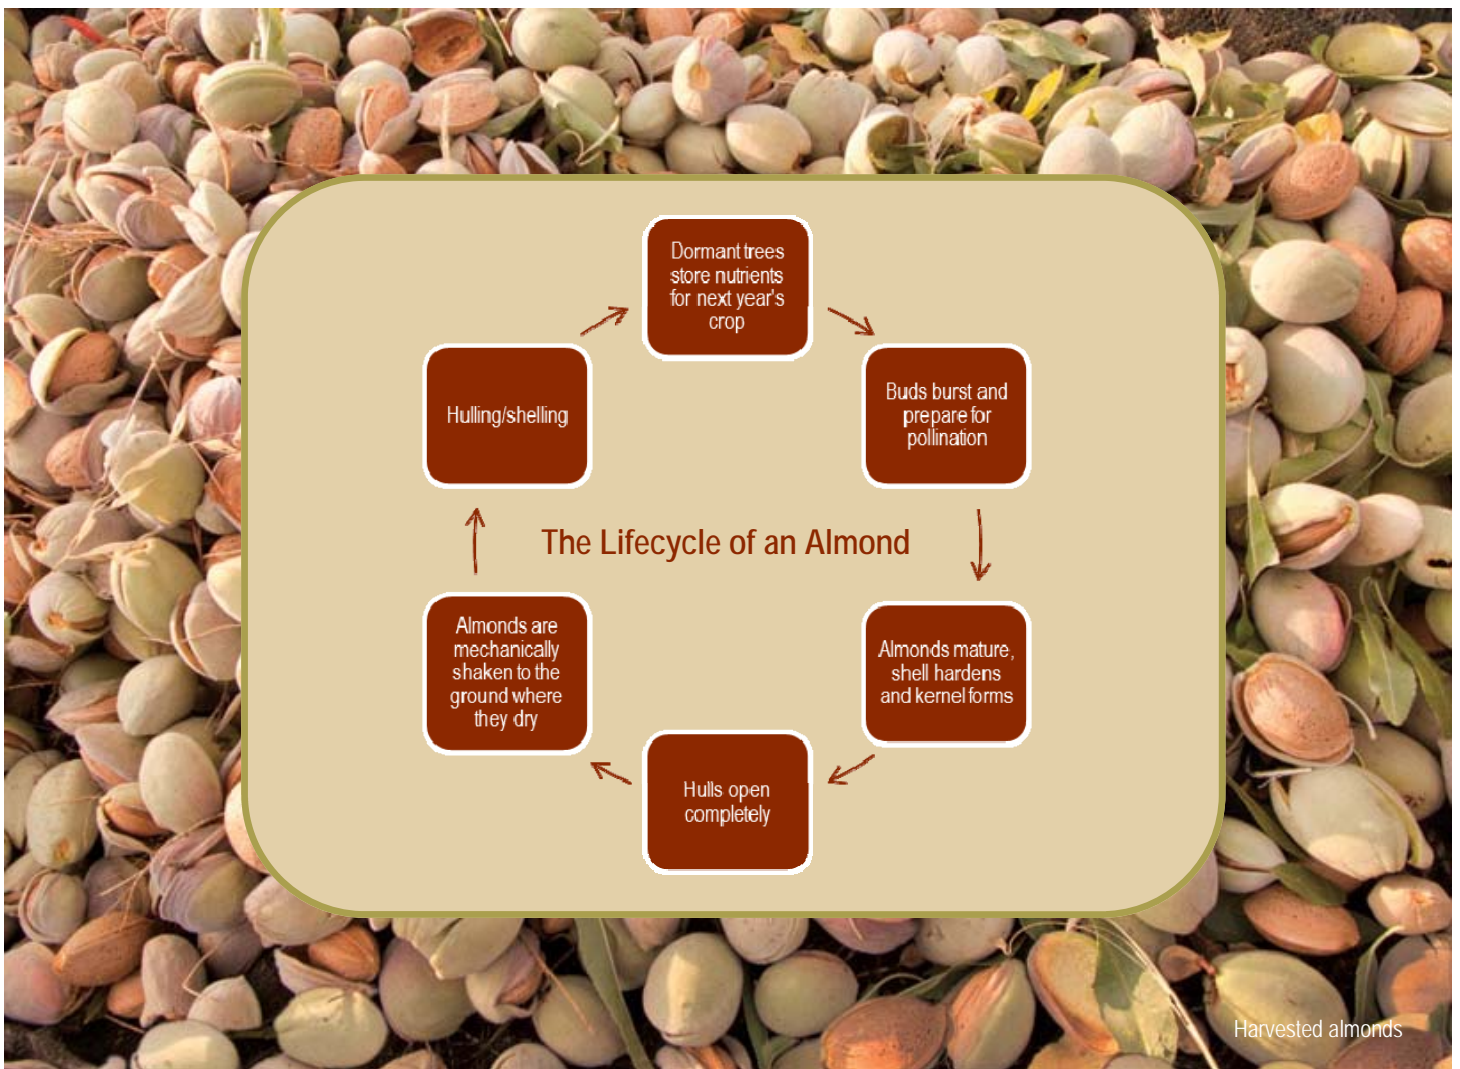 Dormant trees
store nutrients
for next year's
crop
Buds burst and
prepare for
pollination
Almonds mature,
shell hardens
and kernel forms
Hulls open
completely
Almonds are
mechanically
shaken to the
ground where
they dry
Hulling/shelling
The Lifecycle of an Almond
Harvested almonds